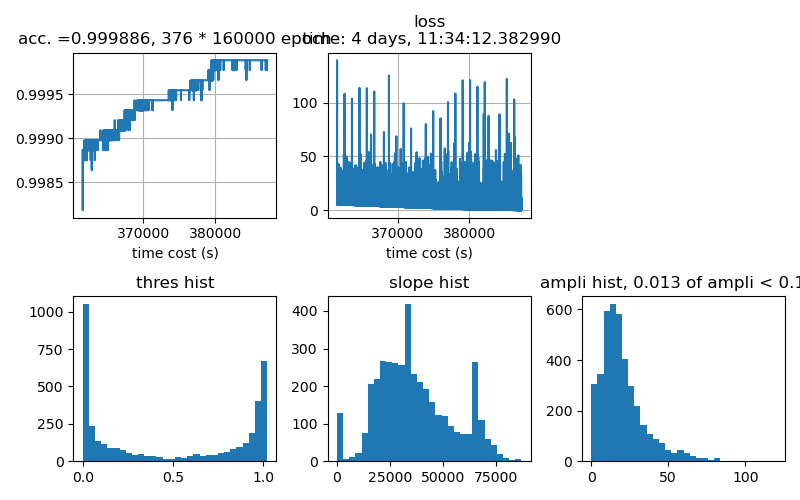 loss
acc. =0.999886, 376 * 160000 epoch
time: 4 days, 11:34:12.382990
0.9995
0.9990
0.9985
370000 380000
time cost (s)
100
50
0
370000 380000
time cost (s)
thres hist
1000
750
500
250
0
0.0 0.5 1.0
slope hist
400
300
200
100
0
0 25000 50000 75000
ampli hist, 0.013 of ampli < 0.1
600
400
200
0
0 50 100